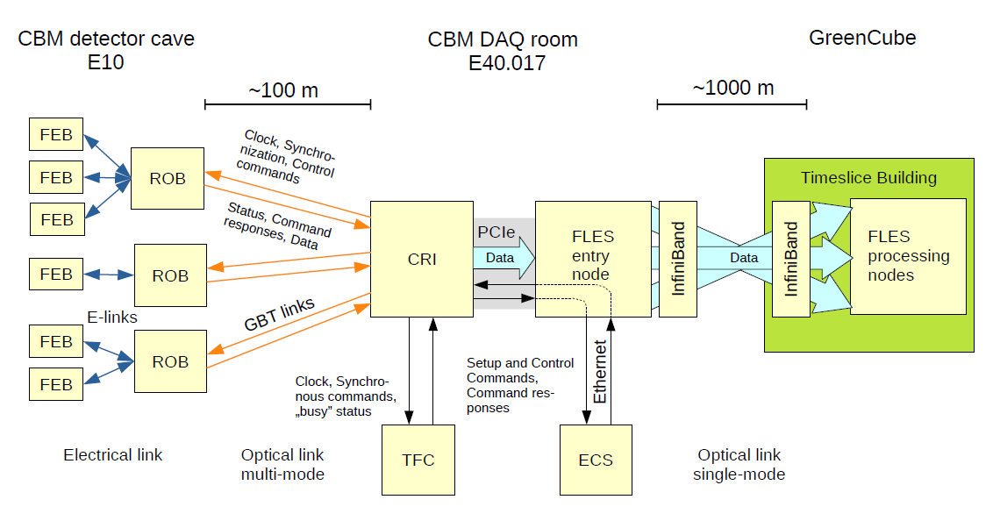 CBM detector cave
E10
CBM DAQ room
E40.017
GreenCube
~100 m
~1000 m
FEB
FEB
FEB
ROB
Clock, Synchro-
nization, Control
commands
Status, Command
responses, Data
FEB
ROB
E-links
FEB
FEB
ROB
GBT links
CRI
PCIe
Data
FLES
entry
node
InfiniBand
Data
Timeslice Building
InfiniBand
FLES
processing
nodes
Clock, Synchro-
nous commands,
„busy” status
Setup and Control
Commands,
Command res-
ponses
Ethernet
TFC
ECS
Electrical link
Optical link
multi-mode
Optical link
single-mode